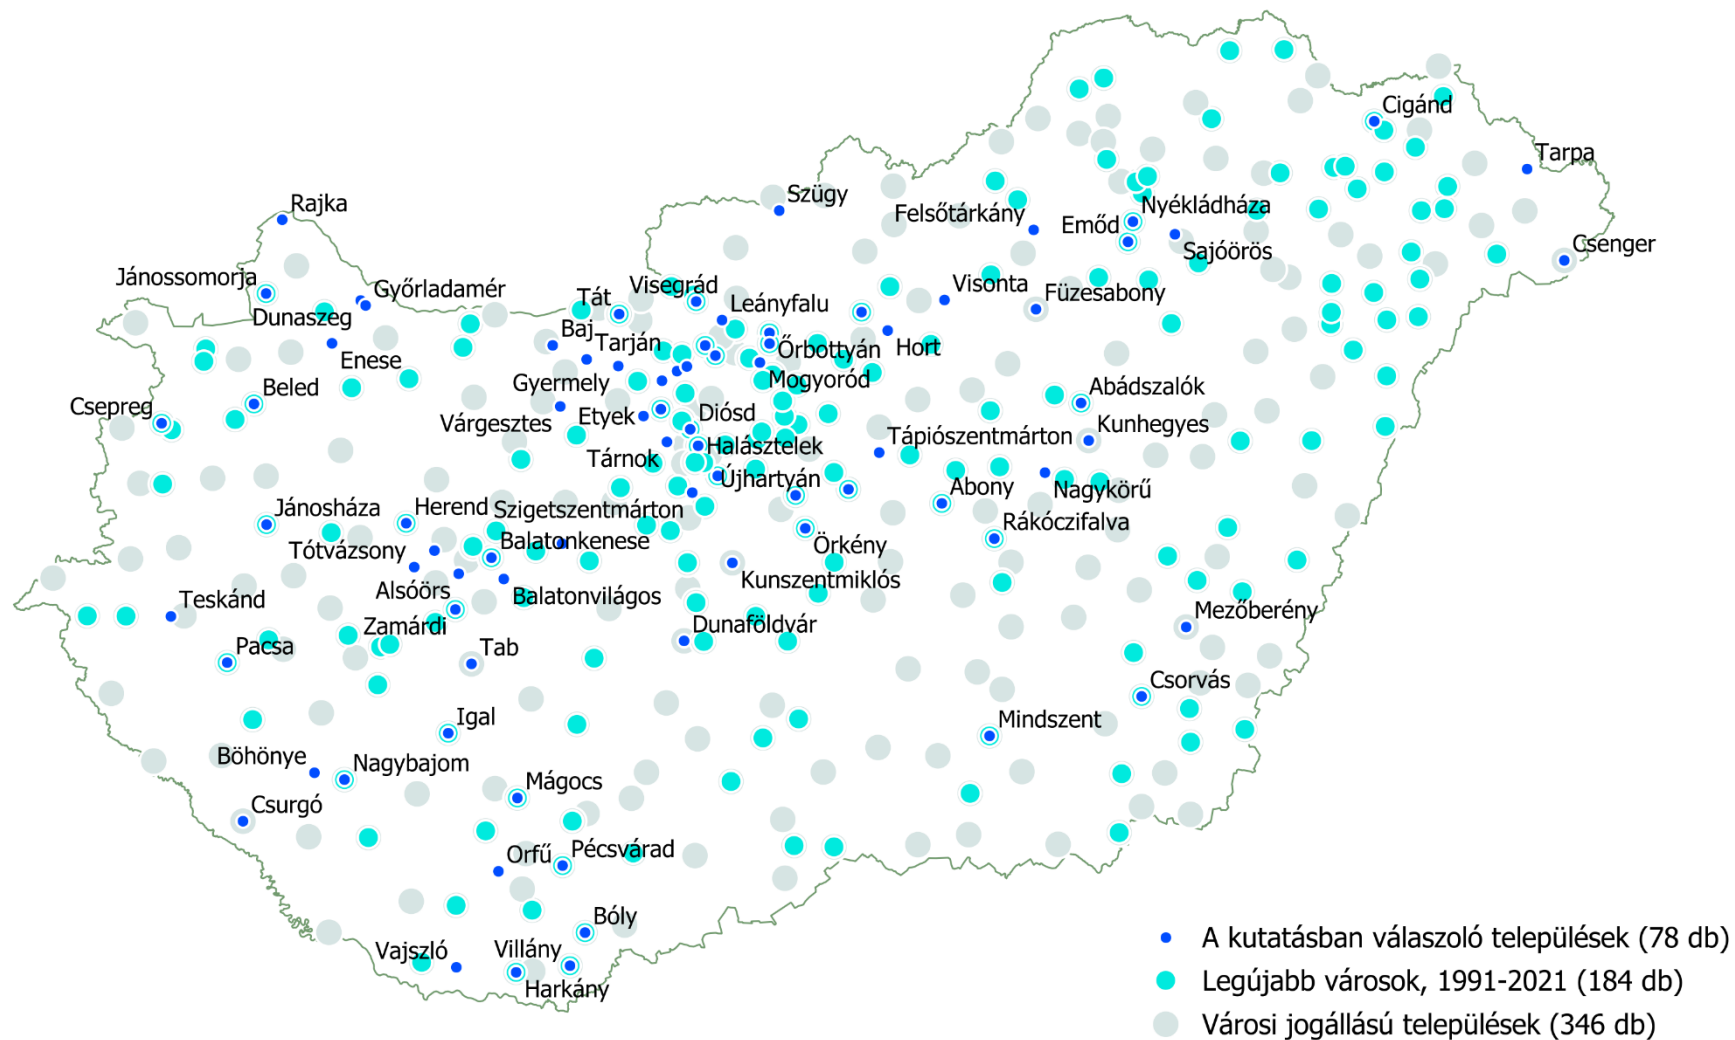 Cigánd
Tarpa
Szügy
Rajka
Felsőtárkány
Nyékládháza
Emőd
Sajóörös
Csenger
Jánossomorja
Győrladamér
Visegrád
Visonta
Tát
Leányfalu
Füzesabony
Dunaszeg
Baj
Tarján
Őrbottyán
Hort
Enese
Beled
Gyermely
Mogyoród
Abádszalók
Csepreg
Várgesztes
Etyek
Diósd
Kunhegyes
Halásztelek
Tápiószentmárton
Tárnok
Újhartyán
Abony
Nagykörű
Jánosháza
Herend
Szigetszentmárton
Rákóczifalva
Tótvázsony
Balatonkenese
Örkény
Kunszentmiklós
Alsóörs
Balatonvilágos
Teskánd
Zamárdi
Dunaföldvár
Mezőberény
Pacsa
Tab
Csorvás
Igal
Mindszent
Böhönye
Nagybajom
Mágocs
Csurgó
Orfű
Pécsvárad
Bóly
Vajszló
Villány
Harkány
A kutatásban válaszoló települések (78 db)
Legújabb városok, 1991-2021 (184 db)
Városi jogállású települések (346 db)